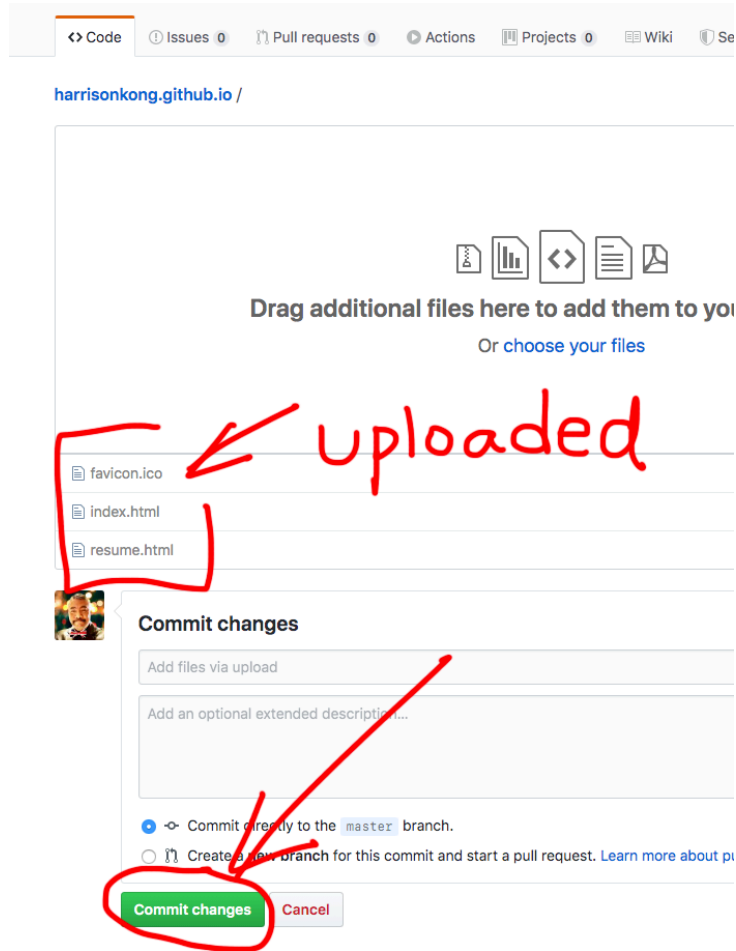 <> Code Issues 0 Pull requests 0 Actions Projects 0 Wiki Se
harrisonkong.github.io /
Drag additional files here to add them to you
Or choose your files
uploaded
favicon.ico
index.html
resume.html
Commit changes
Add files via upload
Add an optional extended description...
Commit directly to the master branch.
Create a new branch for this commit and start a pull request. Learn more about pu
Commit changes Cancel